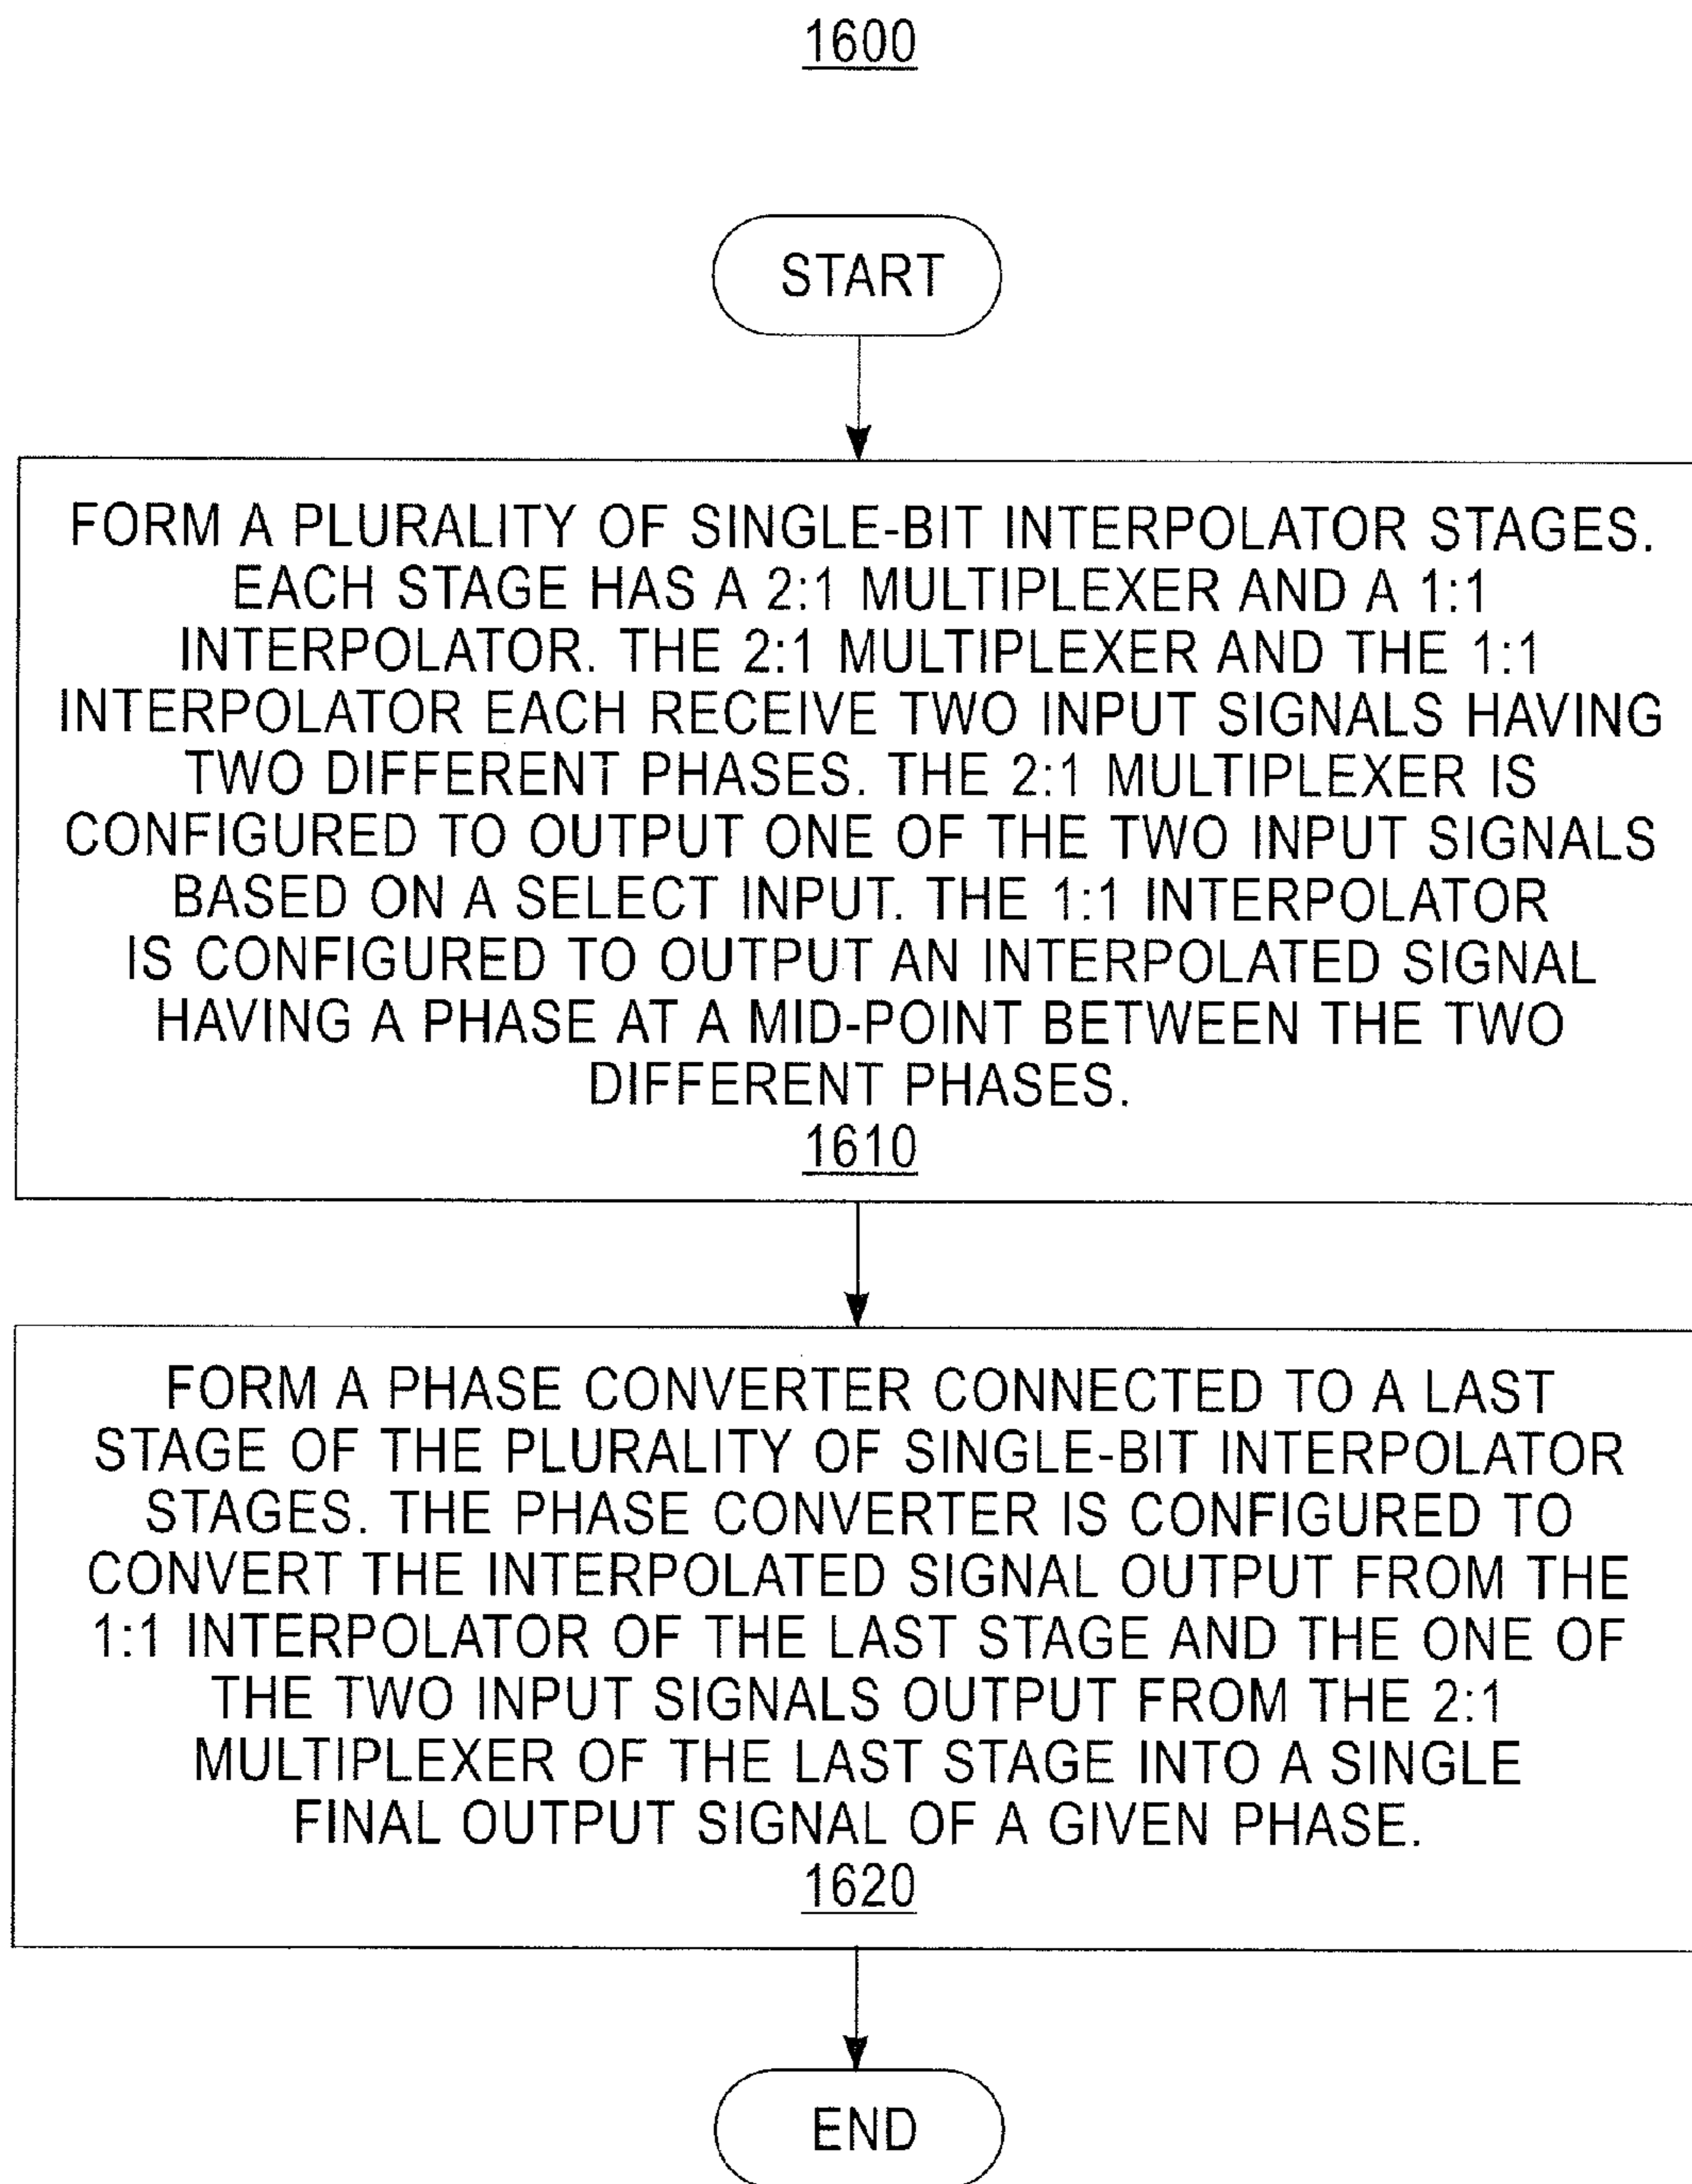 1600
START
FORM A PLURALITY OF SINGLE-BIT INTERPOLATOR STAGES.
EACH STAGE HAS A 2:1 MULTIPLEXER AND A 1:1
INTERPOLATOR. THE 2:1 MULTIPLEXER AND THE 1:1
INTERPOLATOR EACH RECEIVE TWO INPUT SIGNALS HAVING
TWO DIFFERENT PHASES. THE 2:1 MULTIPLEXER IS
CONFIGURED TO OUTPUT ONE OF THE TWO INPUT SIGNALS
BASED ON A SELECT INPUT. THE 1:1 INTERPOLATOR
IS CONFIGURED TO OUTPUT AN INTERPOLATED SIGNAL
HAVING A PHASE AT A MID-POINT BETWEEN THE TWO
DIFFERENT PHASES.
1610
FORM A PHASE CONVERTER CONNECTED TO A LAST
STAGE OF THE PLURALITY OF SINGLE-BIT INTERPOLATOR
STAGES. THE PHASE CONVERTER IS CONFIGURED TO
CONVERT THE INTERPOLATED SIGNAL OUTPUT FROM THE
1:1 INTERPOLATOR OF THE LAST STAGE AND THE ONE OF
THE TWO INPUT SIGNALS OUTPUT FROM THE 2:1
MULTIPLEXER OF THE LAST STAGE INTO A SINGLE
FINAL OUTPUT SIGNAL OF A GIVEN PHASE.
1620
END